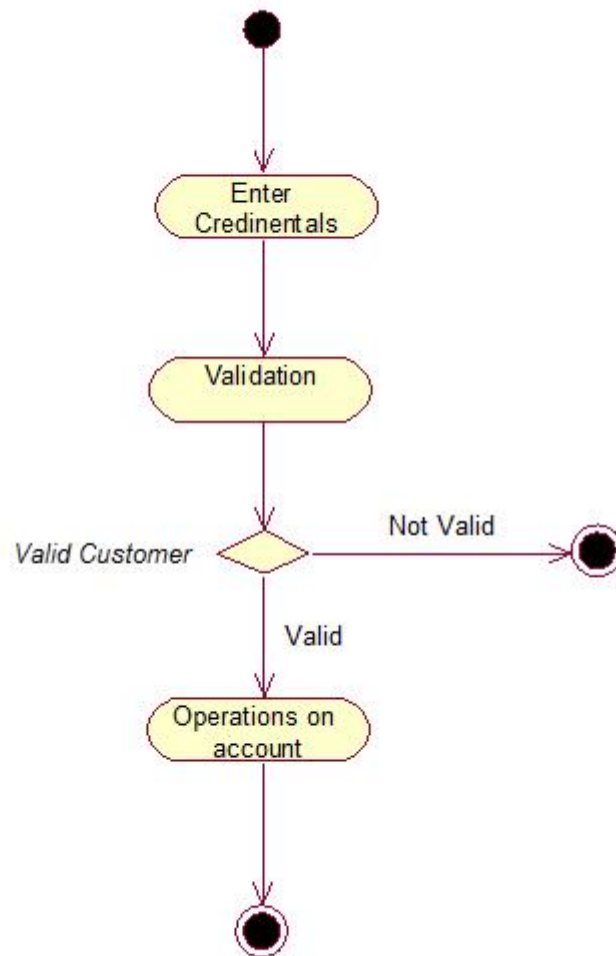 Enter
Credinentals
Validation
Valid Customer
Not Valid
Valid
Operations on
account